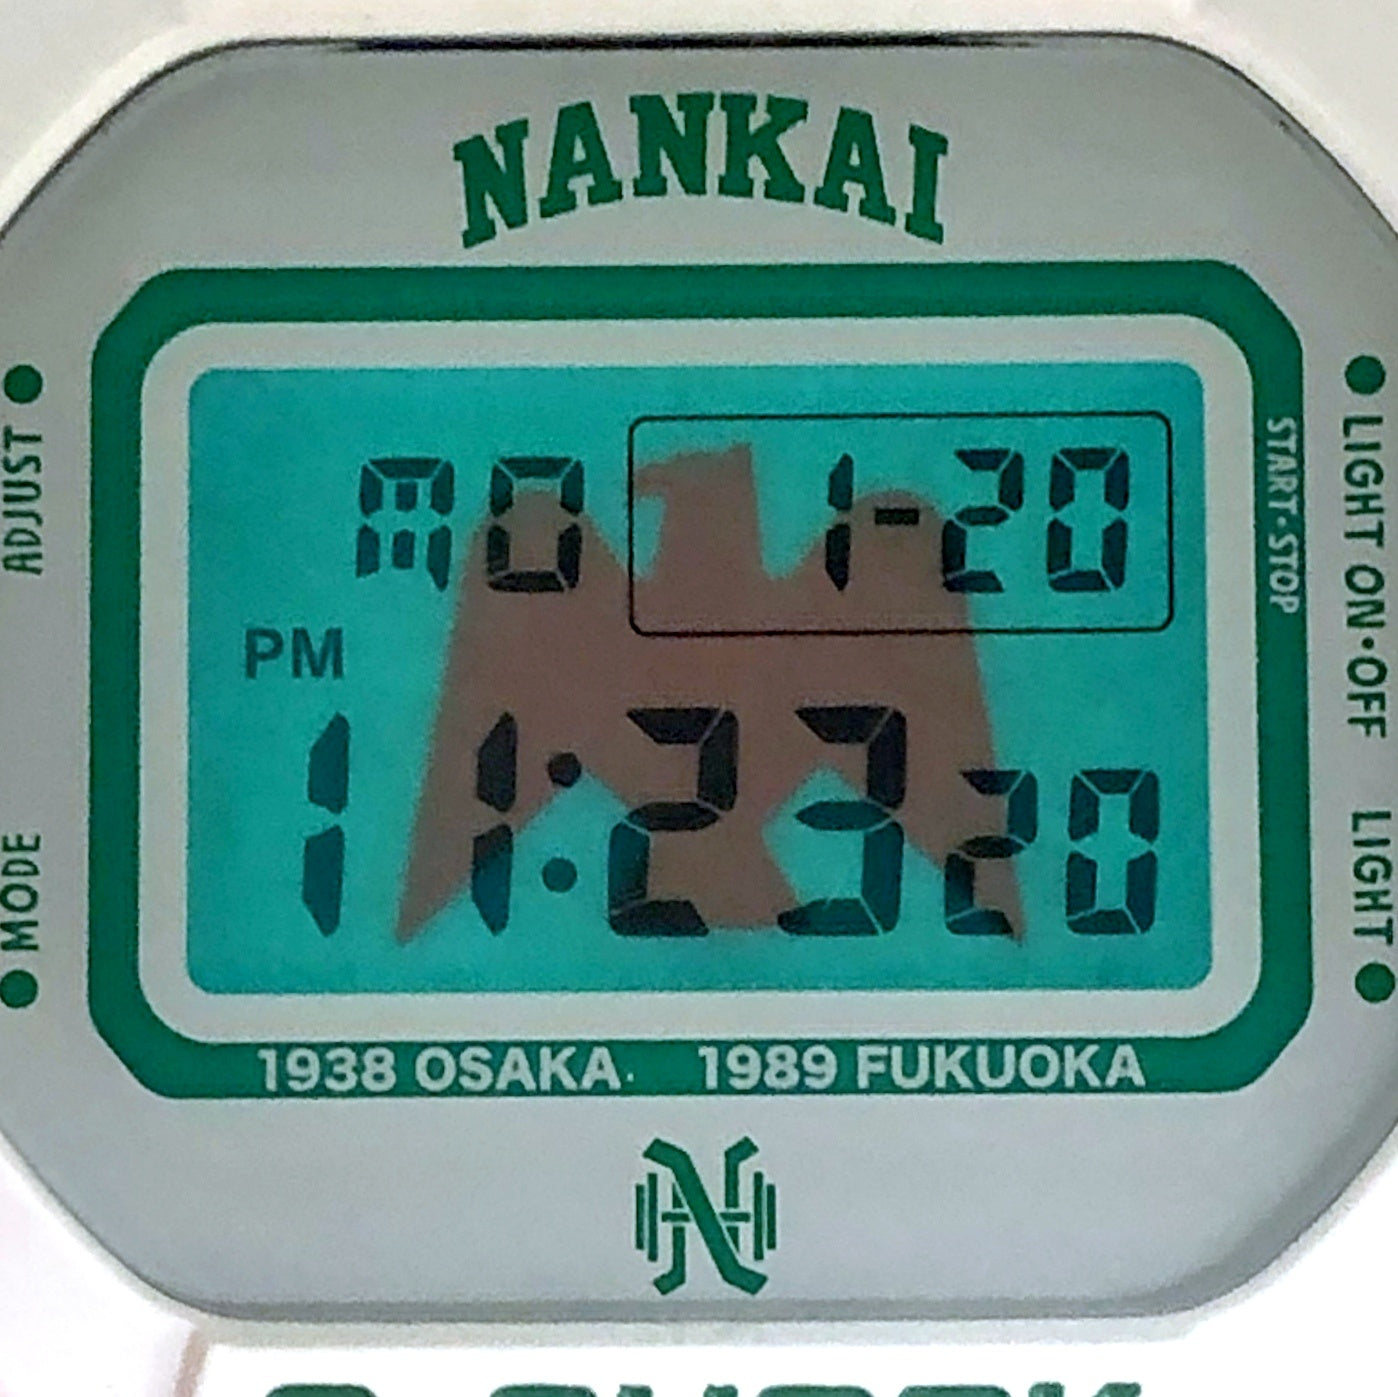 NANKAI
ADJUST
MODE
LIGHT ON·OFF
START·STOP
LIGHT
MO 1-20
PM
11:23 20
1938 OSAKA. 1989 FUKUOKA
NH